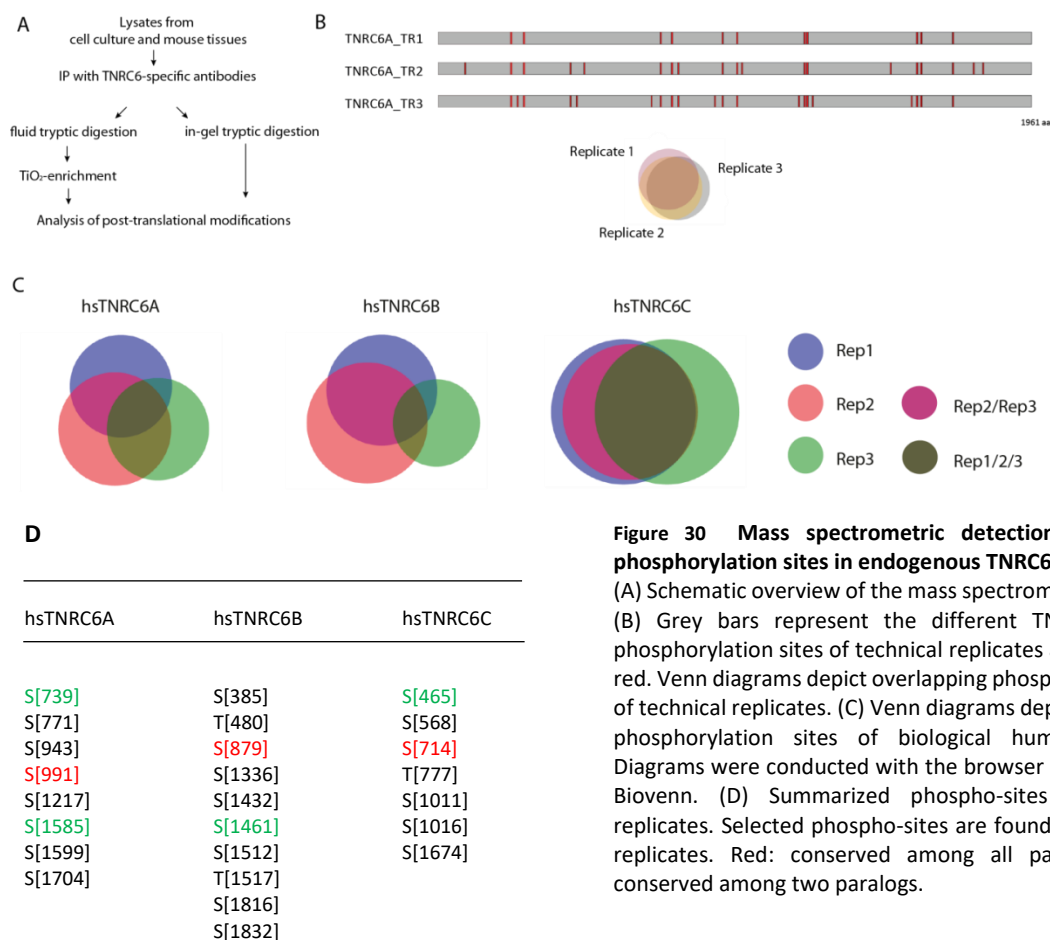 A
Lysates from
cell culture and mouse tissues
IP with TNRC6-specific antibodies
fluid tryptic digestion
in-gel tryptic digestion
TiO₂-enrichment
Analysis of post-translational modifications
B
TNRC6A_TR1
TNRC6A_TR2
TNRC6A_TR3
1961 aa
Replicate 1
Replicate 3
Replicate 2
C
hsTNRC6A
hsTNRC6B
hsTNRC6C
Rep1
Rep2
Rep2/Rep3
Rep3
Rep1/2/3
D
hsTNRC6A hsTNRC6B hsTNRC6C
S[739] S[385] S[465]
S[771] T[480] S[568]
S[943] S[879] S[714]
S[991] S[1336] T[777]
S[1217] S[1432] S[1011]
S[1585] S[1461] S[1016]
S[1599] S[1512] S[1674]
S[1704] T[1517]
S[1816]
S[1832]
Figure 30 Mass spectrometric detection
phosphorylation sites in endogenous TNRC6
(A) Schematic overview of the mass spectrom
(B) Grey bars represent the different TN
phosphorylation sites of technical replicates
red. Venn diagrams depict overlapping phosp
of technical replicates. (C) Venn diagrams dep
phosphorylation sites of biological hum
Diagrams were conducted with the browser
Biovenn. (D) Summarized phospho-sites
replicates. Selected phospho-sites are found
replicates. Red: conserved among all pa
conserved among two paralogs.